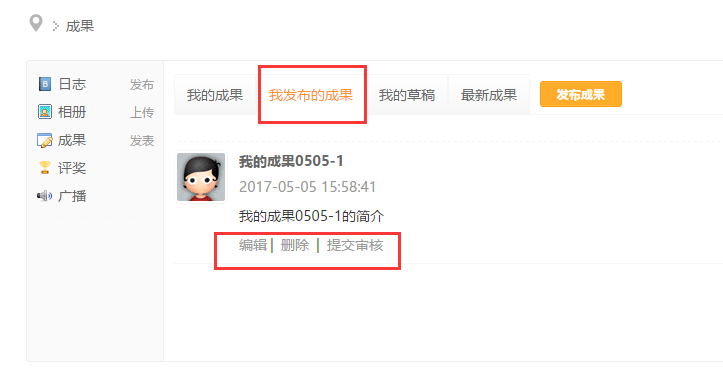 > 成果
日志 发布
相册 上传
成果 发表
评奖
广播
我的成果 我发布的成果 我的草稿 最新成果 发布成果
我的成果0505-1
2017-05-05 15:58:41
我的成果0505-1的简介
编辑 | 删除 | 提交审核